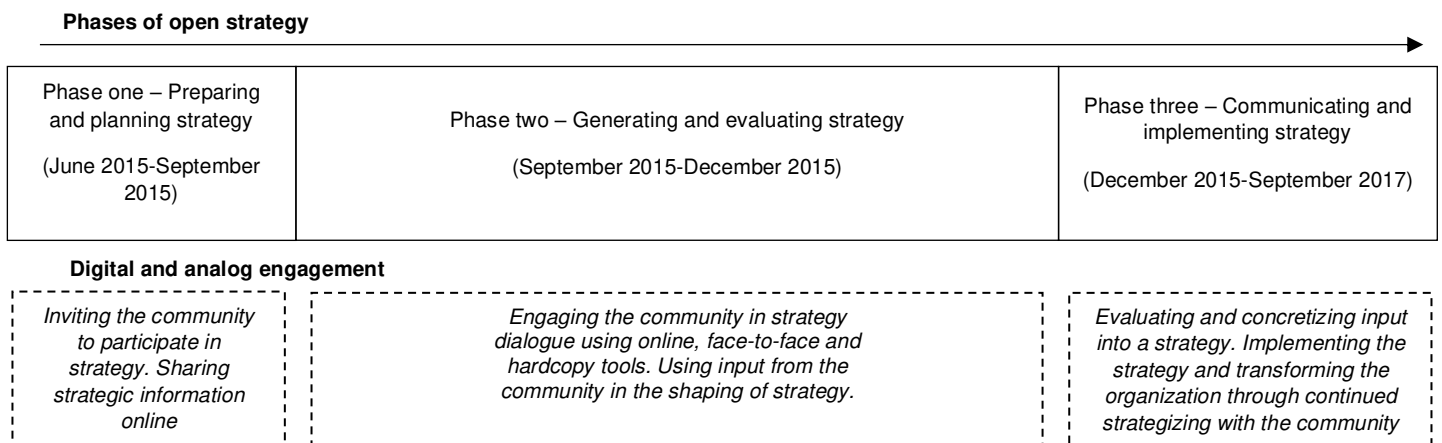 Phases of open strategy
Phase one – Preparing
and planning strategy
(June 2015-September
2015)
Phase two – Generating and evaluating strategy
(September 2015-December 2015)
Phase three – Communicating and
implementing strategy
(December 2015-September 2017)
Digital and analog engagement
Inviting the community
to participate in
strategy. Sharing
strategic information
online
Engaging the community in strategy
dialogue using online, face-to-face and
hardcopy tools. Using input from the
community in the shaping of strategy.
Evaluating and concretizing input
into a strategy. Implementing the
strategy and transforming the
organization through continued
strategizing with the community